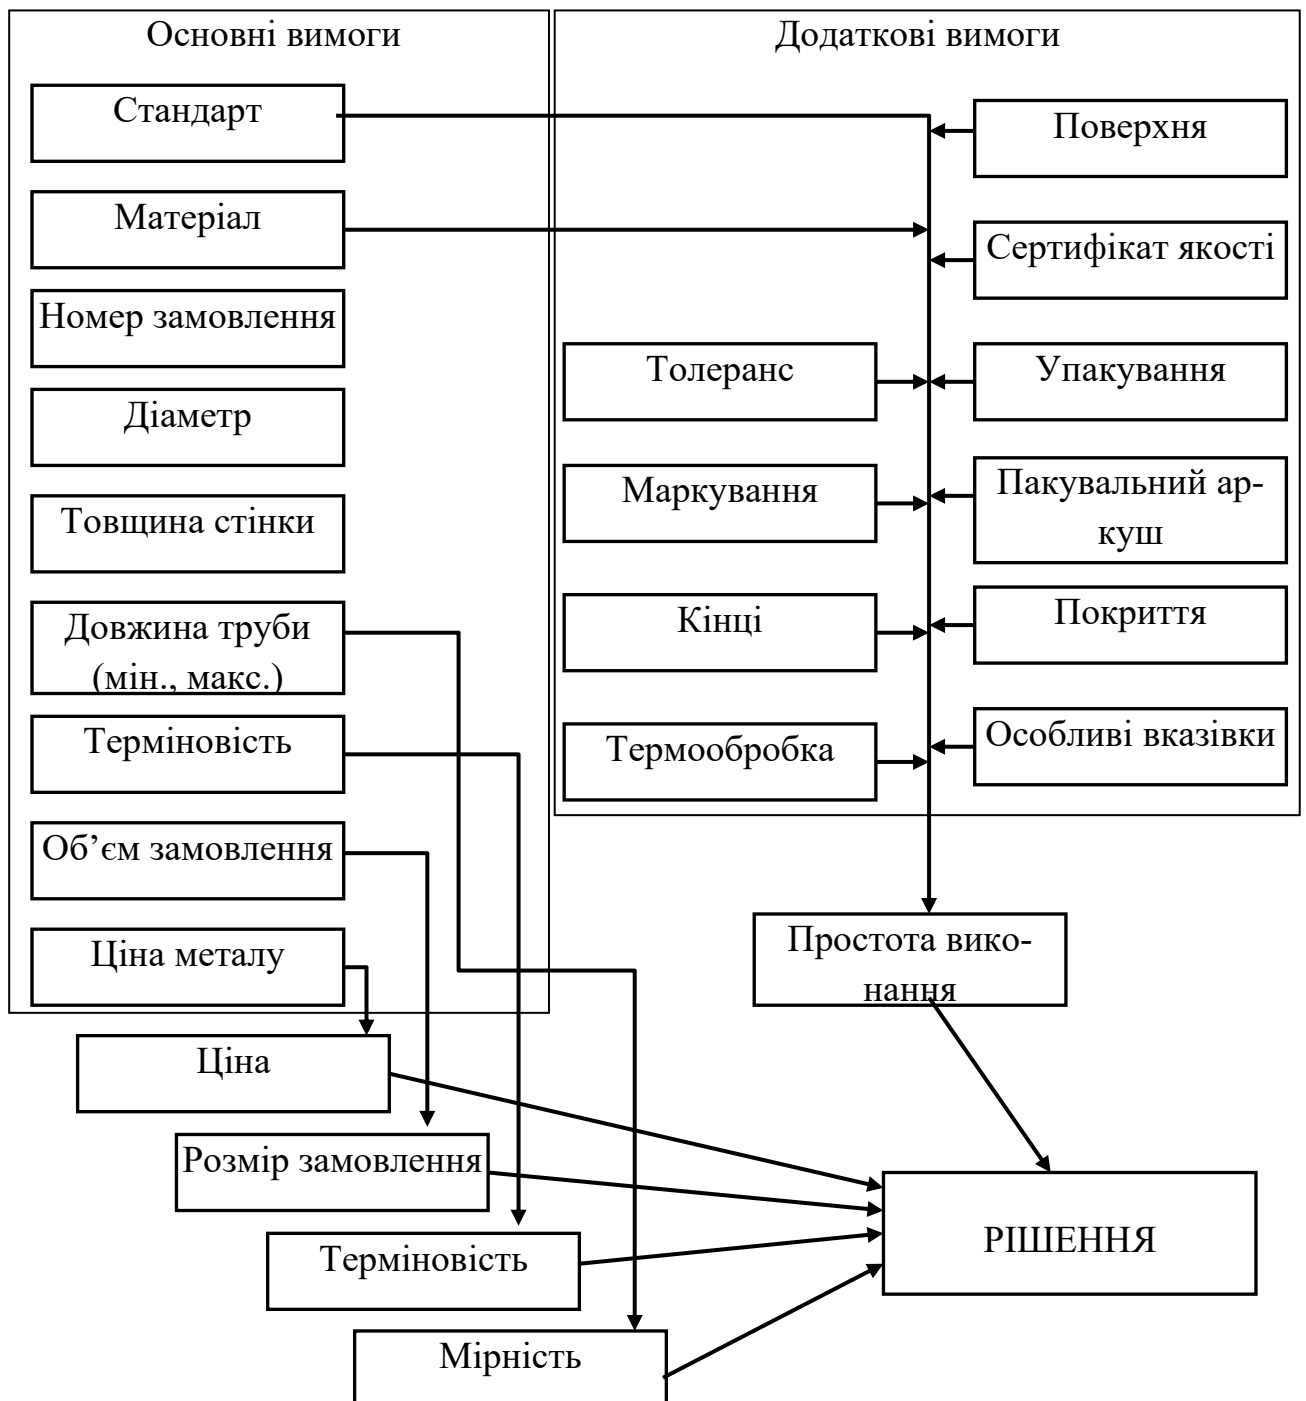 Основні вимоги
Стандарт
Матеріал
Номер замовлення
Діаметр
Товщина стінки
Довжина труби
(мін., макс.)
Терміновість
Об’єм замовлення
Ціна металу
Додаткові вимоги
Поверхня
Сертифікат якості
Толеранс
Упакування
Маркування
Пакувальний ар-
куш
Кінці
Покриття
Термообробка
Особливі вказівки
Простота вико-
нання
Ціна
Розмір замовлення
Терміновість
Мірність
РІШЕННЯ